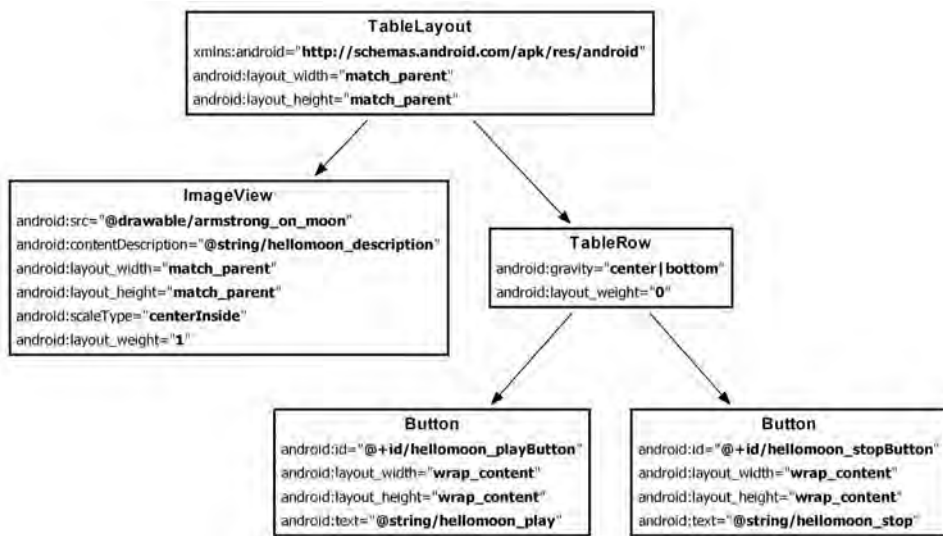 TableLayout
xmlns:android="http://schemas.android.com/apk/res/android"
android:layout_width="match_parent"
android:layout_height="match_parent"
ImageView
android:src="@drawable/armstrong_on_moon"
android:contentDescription="@string/hellomoon_description"
android:layout_width="match_parent"
android:layout_height="match_parent"
android:scaleType="centerInside"
android:layout_weight="1"
TableRow
android:gravity="center|bottom"
android:layout_weight="0"
Button
android:id="@+id/hellomoon_playButton"
android:layout_width="wrap_content"
android:layout_height="wrap_content"
android:text="@string/hellomoon_play"
Button
android:id="@+id/hellomoon_stopButton"
android:layout_width="wrap_content"
android:layout_height="wrap_content"
android:text="@string/hellomoon_stop"